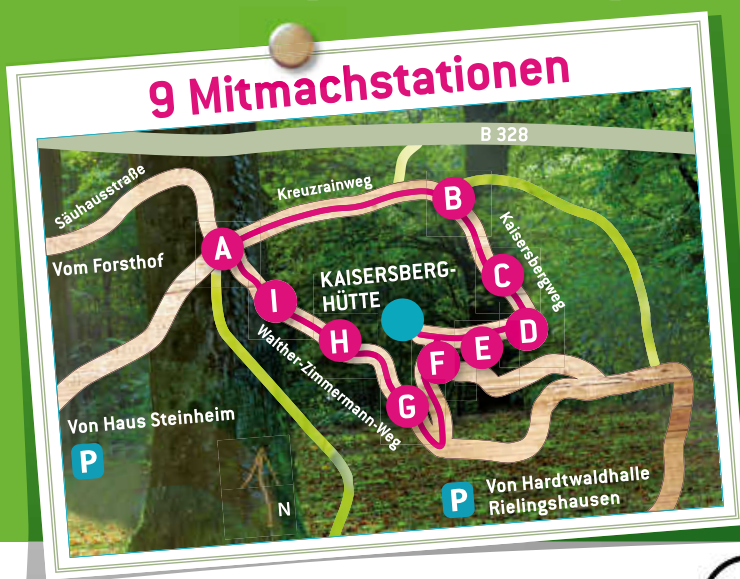 9 Mitmachstationen
B 328
Säuhausstraße
Kreuzrainweg
B
A
Kaisersbergweg
Vom Forsthof
C
KAISERSBERG-
HÜTTE
I
D
H
E
F
Walther-Zimmermann-Weg
G
Von Haus Steinheim
P
P
Von Hardtwaldhalle
Rielingshausen
N